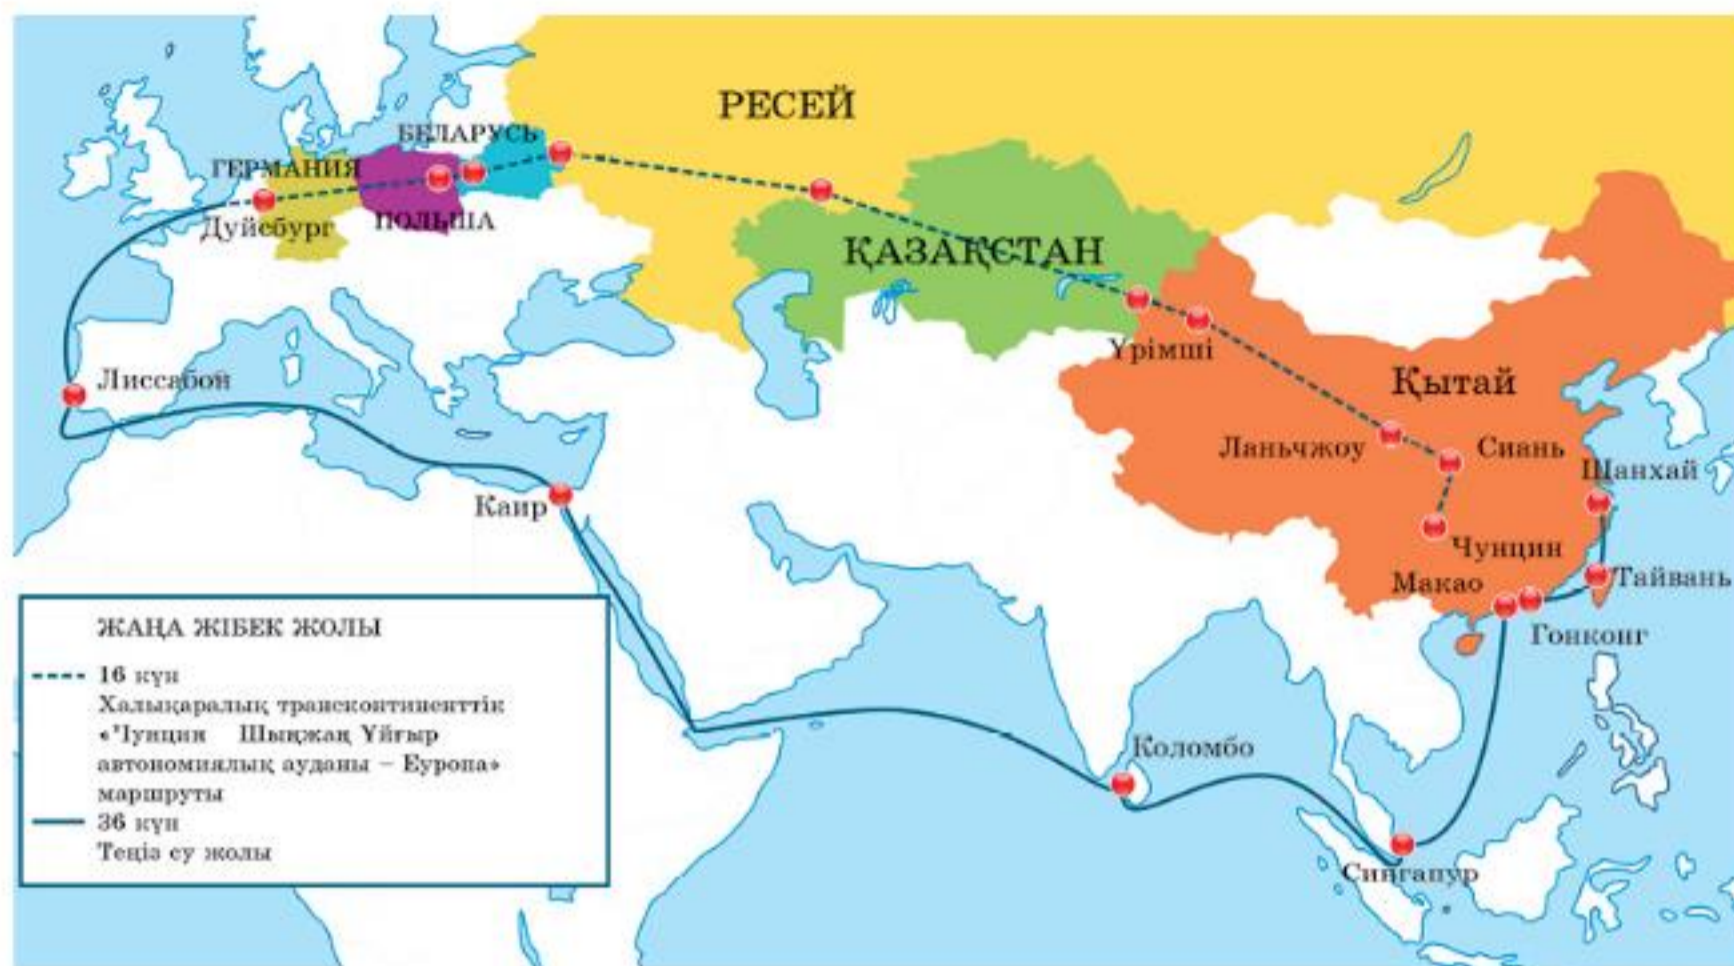 РЕСЕЙ
БЕЛАРУСЬ
ГЕРМАНИЯ
ПОЛЬША
Дуйсбург
ҚАЗАҚСТАН
Үрімші
Қытай
Лиссабон
Ланьчжоу
Сиань
Шанхай
Каир
Чунцин
Макао
Тайвань
Гонконг
Коломбо
Сингапур
ЖАҢА ЖІБЕК ЖОЛЫ
16 күн
Халықаралық трансконтиненттік
«Чунцин Шыңжаң Ұйғыр
автономиялық ауданы – Еуропа»
маршруты
36 күн
Теңіз су жолы